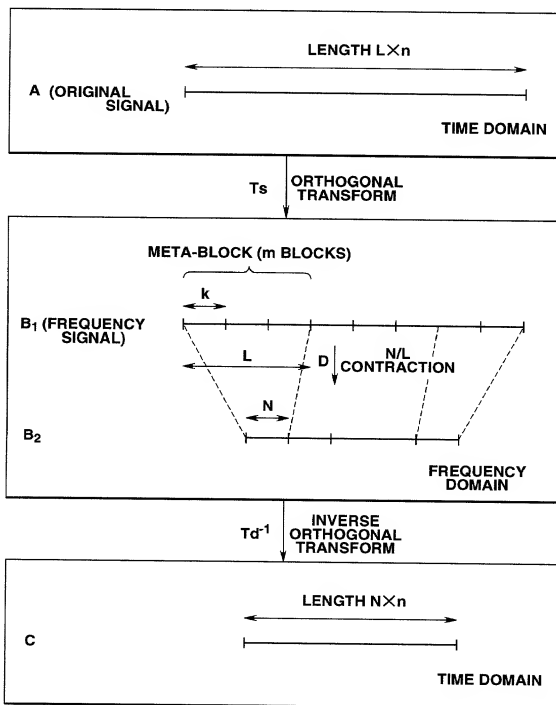 LENGTH L×n
A (ORIGINAL
SIGNAL)
TIME DOMAIN
Ts
ORTHOGONAL
TRANSFORM
META-BLOCK (m BLOCKS)
k
B1 (FREQUENCY
SIGNAL)
L
D
N/L
CONTRACTION
N
B2
FREQUENCY
DOMAIN
Td-1
INVERSE
ORTHOGONAL
TRANSFORM
LENGTH N×n
C
TIME DOMAIN